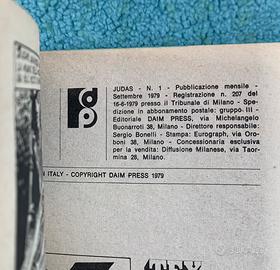 JUDAS - N. 1 - Pubblicazione mensile -
Settembre 1979 - Registrazione n. 207 del
16-6-1979 presso il Tribunale di Milano - Spe-
dizione in abbonamento postale: gruppo III -
Editoriale DAIM PRESS, via Michelangelo
Buonarroti 38, Milano - Direttore responsabile:
Sergio Bonelli - Stampa: Eurograph, via Oro-
boni 38, Milano - Concessionaria esclusiva
per la vendita: Diffusione Milanese, via Taor-
mina 28, Milano.
N ITALY - COPYRIGHT DAIM PRESS 1979
TEX